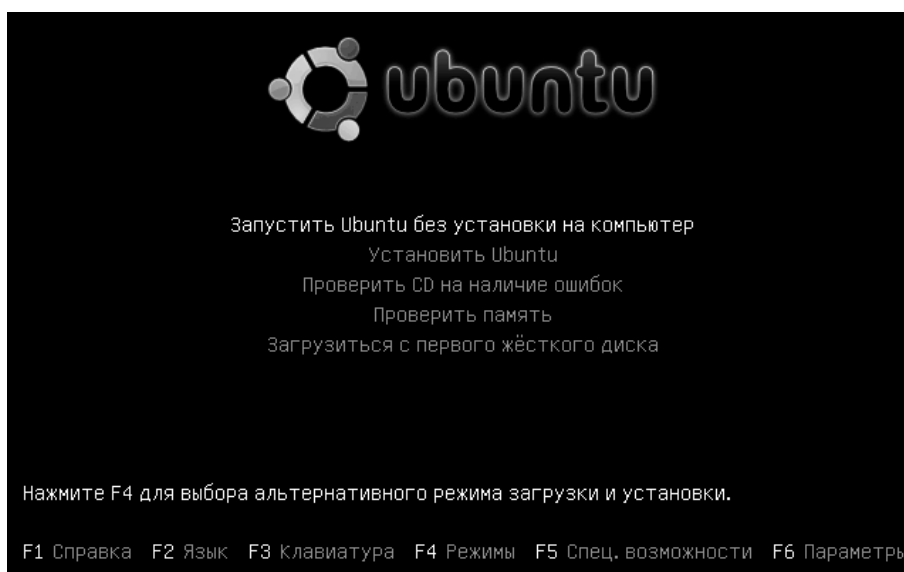 ubuntu
Запустить Ubuntu без установки на компьютер
Установить Ubuntu
Проверить CD на наличие ошибок
Проверить память
Загрузиться с первого жёсткого диска
Нажмите F4 для выбора альтернативного режима загрузки и установки.
F1 Справка F2 Язык F3 Клавиатура F4 Режимы F5 Спец. возможности F6 Параметры